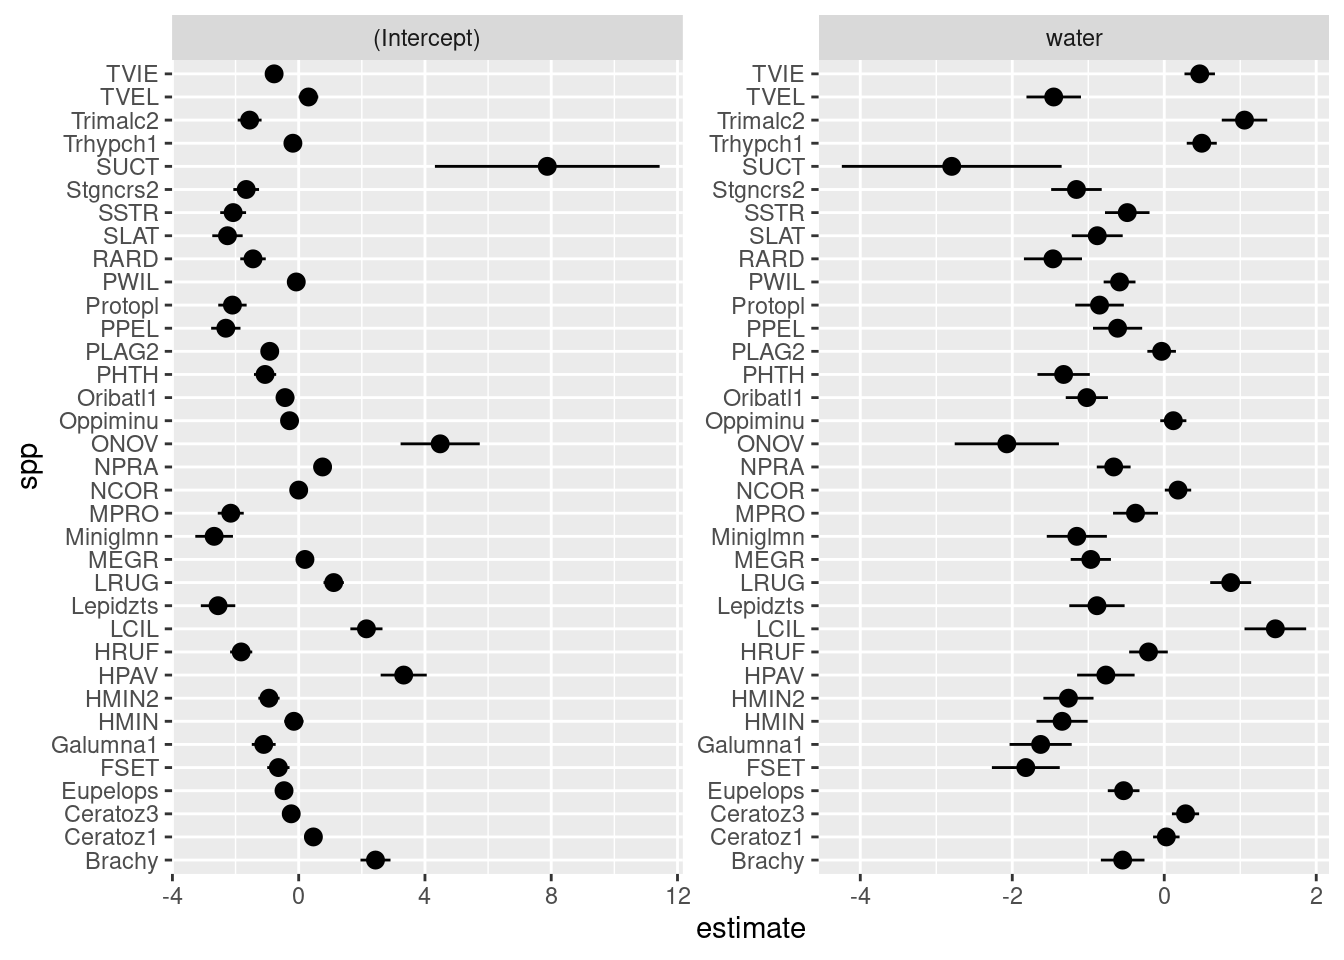 (Intercept)
water
spp
TVIE
TVEL
Trimalc2
Trhypch1
SUCT
Stgncrs2
SSTR
SLAT
RARD
PWIL
Protopl
PPEL
PLAG2
PHTH
Oribatl1
Oppiminu
ONOV
NPRA
NCOR
MPRO
Miniglmn
MEGR
LRUG
Lepidzts
LCIL
HRUF
HPAV
HMIN2
HMIN
Galumna1
FSET
Eupelops
Ceratoz3
Ceratoz1
Brachy
-4 0 4 8 12
TVIE
TVEL
Trimalc2
Trhypch1
SUCT
Stgncrs2
SSTR
SLAT
RARD
PWIL
Protopl
PPEL
PLAG2
PHTH
Oribatl1
Oppiminu
ONOV
NPRA
NCOR
MPRO
Miniglmn
MEGR
LRUG
Lepidzts
LCIL
HRUF
HPAV
HMIN2
HMIN
Galumna1
FSET
Eupelops
Ceratoz3
Ceratoz1
Brachy
-4 -2 0 2
estimate